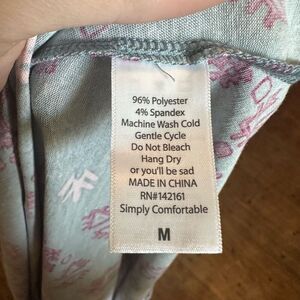 96% Polyester
4% Spandex
Machine Wash Cold
Gentle Cycle
Do Not Bleach
Hang Dry
or you'll be sad
MADE IN CHINA
RN#142161
Simply Comfortable
M